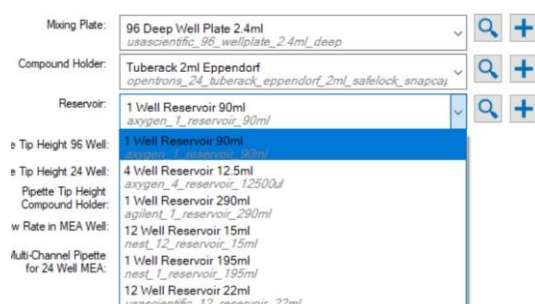 Mixing Plate:
96 Deep Well Plate 2.4ml
usascientific_96_wellplate_2.4ml_deep
Compound Holder:
Tuberack 2ml Eppendorf
opentrons_24_tuberack_eppendorf_2ml_safelock_snapcap
Reservoir:
1 Well Reservoir 90ml
axygen_1_reservoir_90ml
e Tip Height 96 Well:
1 Well Reservoir 90ml
axygen_1_reservoir_90ml
e Tip Height 24 Well:
4 Well Reservoir 12.5ml
axygen_4_reservoir_12500ul
Pipette Tip Height
Compound Holder:
1 Well Reservoir 290ml
agilent_1_reservoir_290ml
w Rate in MEA Well:
12 Well Reservoir 15ml
nest_12_reservoir_15ml
Multi-Channel Pipette
for 24 Well MEA:
1 Well Reservoir 195ml
nest_1_reservoir_195ml
12 Well Reservoir 22ml
usascientific_12_reservoir_22ml